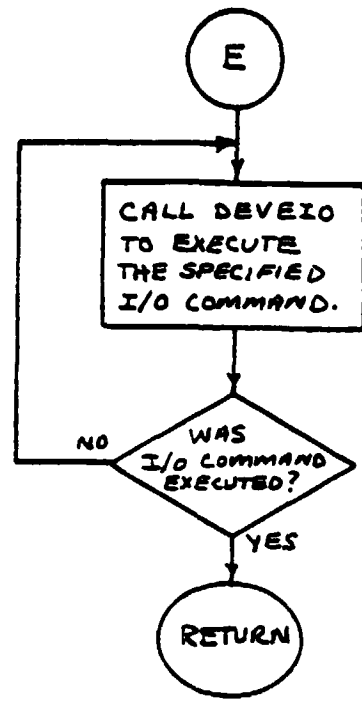 E
CALL DEVEIO
TO EXECUTE
THE SPECIFIED
I/O COMMAND.
NO
WAS
I/O COMMAND
EXECUTED?
YES
RETURN